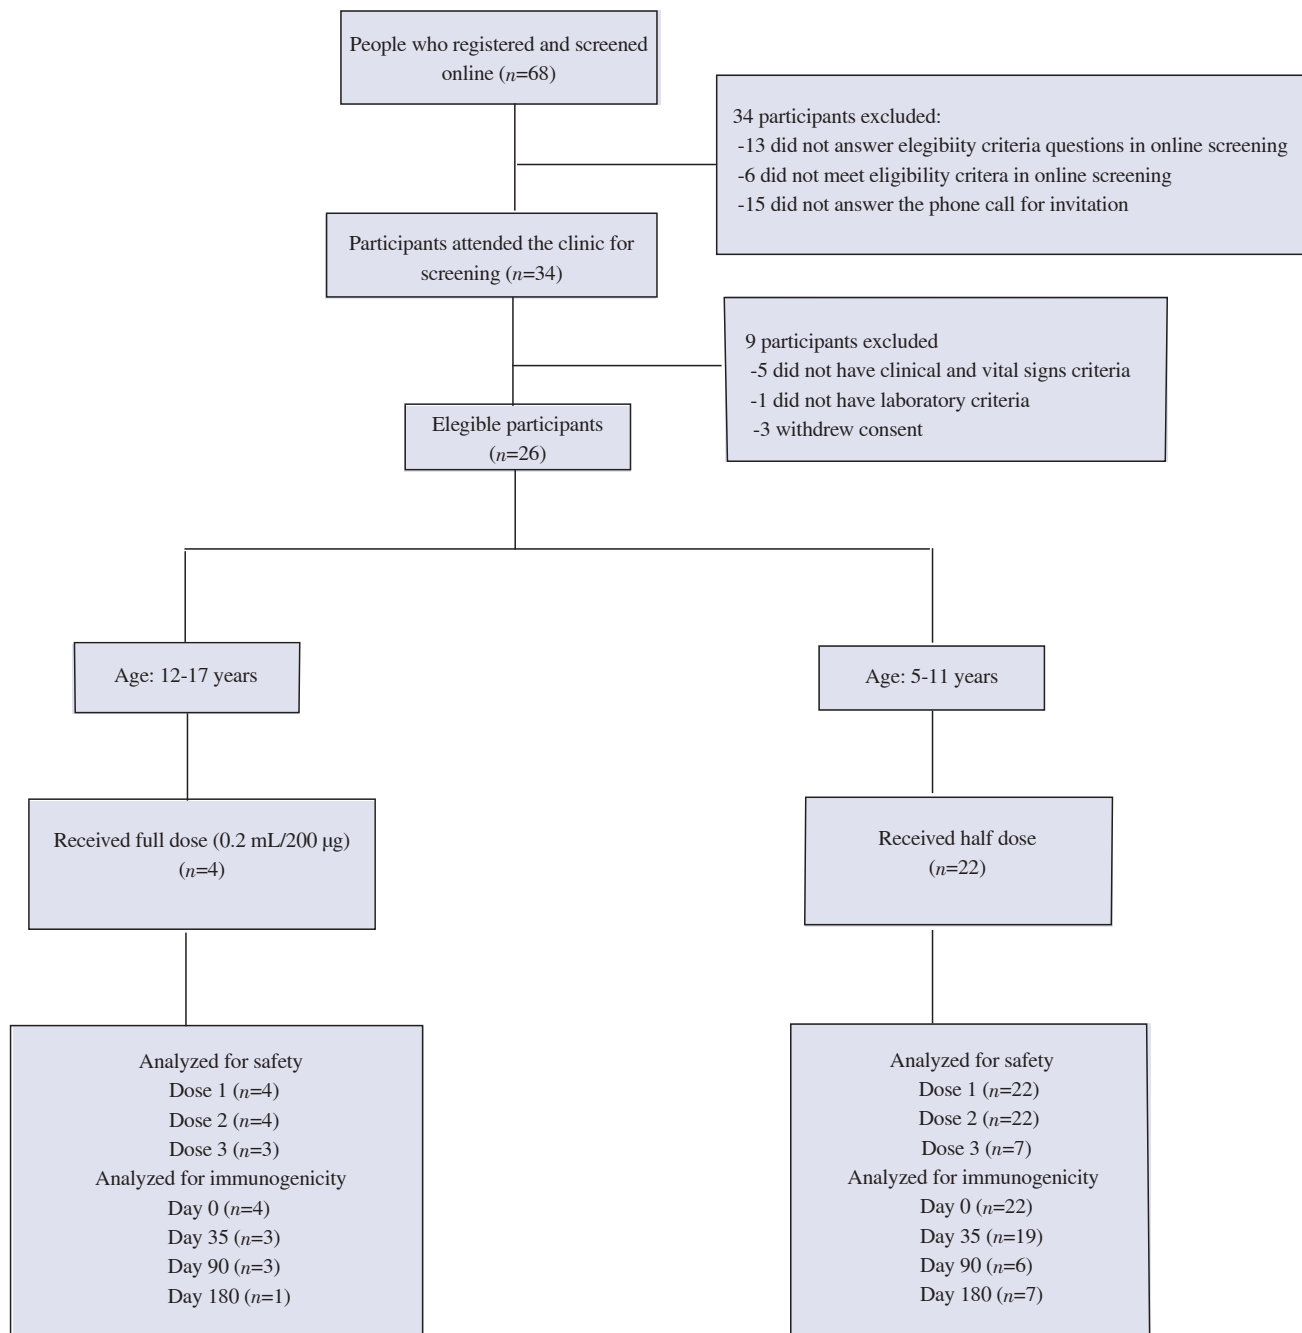 People who registered and screened
online (n=68)
34 participants excluded:
-13 did not answer elegibiity criteria questions in online screening
-6 did not meet eligibility critera in online screening
-15 did not answer the phone call for invitation
Participants attended the clinic for
screening (n=34)
9 participants excluded
-5 did not have clinical and vital signs criteria
-1 did not have laboratory criteria
-3 withdrew consent
Elegible participants
(n=26)
Age: 12-17 years
Received full dose (0.2 mL/200 µg)
(n=4)
Analyzed for safety
Dose 1 (n=4)
Dose 2 (n=4)
Dose 3 (n=3)
Analyzed for immunogenicity
Day 0 (n=4)
Day 35 (n=3)
Day 90 (n=3)
Day 180 (n=1)
Age: 5-11 years
Received half dose
(n=22)
Analyzed for safety
Dose 1 (n=22)
Dose 2 (n=22)
Dose 3 (n=7)
Analyzed for immunogenicity
Day 0 (n=22)
Day 35 (n=19)
Day 90 (n=6)
Day 180 (n=7)